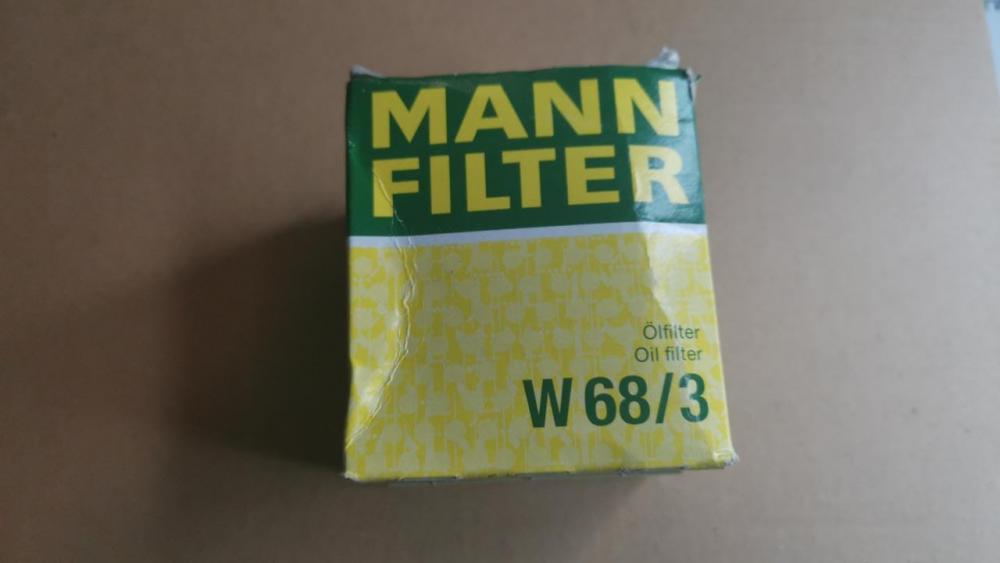 MANN
FILTER
Ölfilter
Oil filter
W 68/3